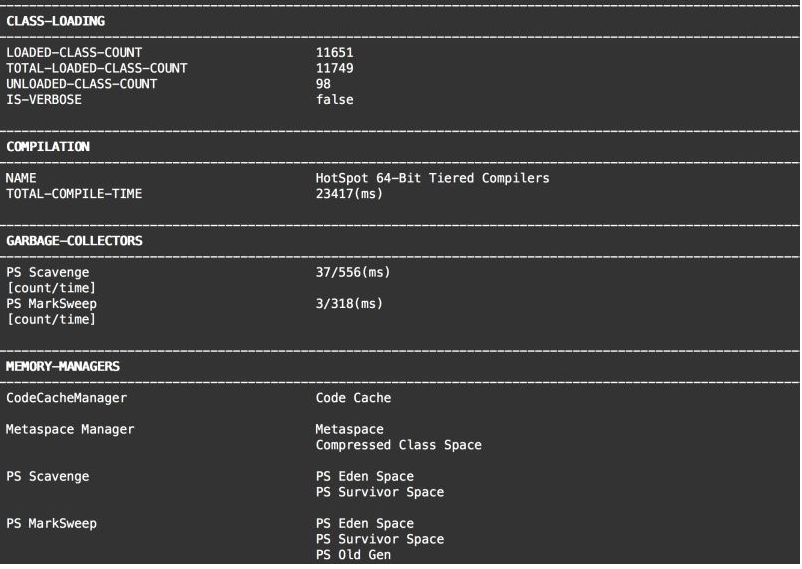 CLASS-LOADING
LOADED-CLASS-COUNT 11651
TOTAL-LOADED-CLASS-COUNT 11749
UNLOADED-CLASS-COUNT 98
IS-VERBOSE false
COMPILATION
NAME HotSpot 64-Bit Tiered Compilers
TOTAL-COMPILE-TIME 23417(ms)
GARBAGE-COLLECTORS
PS Scavenge 37/556(ms)
[count/time]
PS MarkSweep 3/318(ms)
[count/time]
MEMORY-MANAGERS
CodeCacheManager Code Cache
Metaspace Manager Metaspace
Compressed Class Space
PS Scavenge PS Eden Space
PS Survivor Space
PS MarkSweep PS Eden Space
PS Survivor Space
PS Old Gen